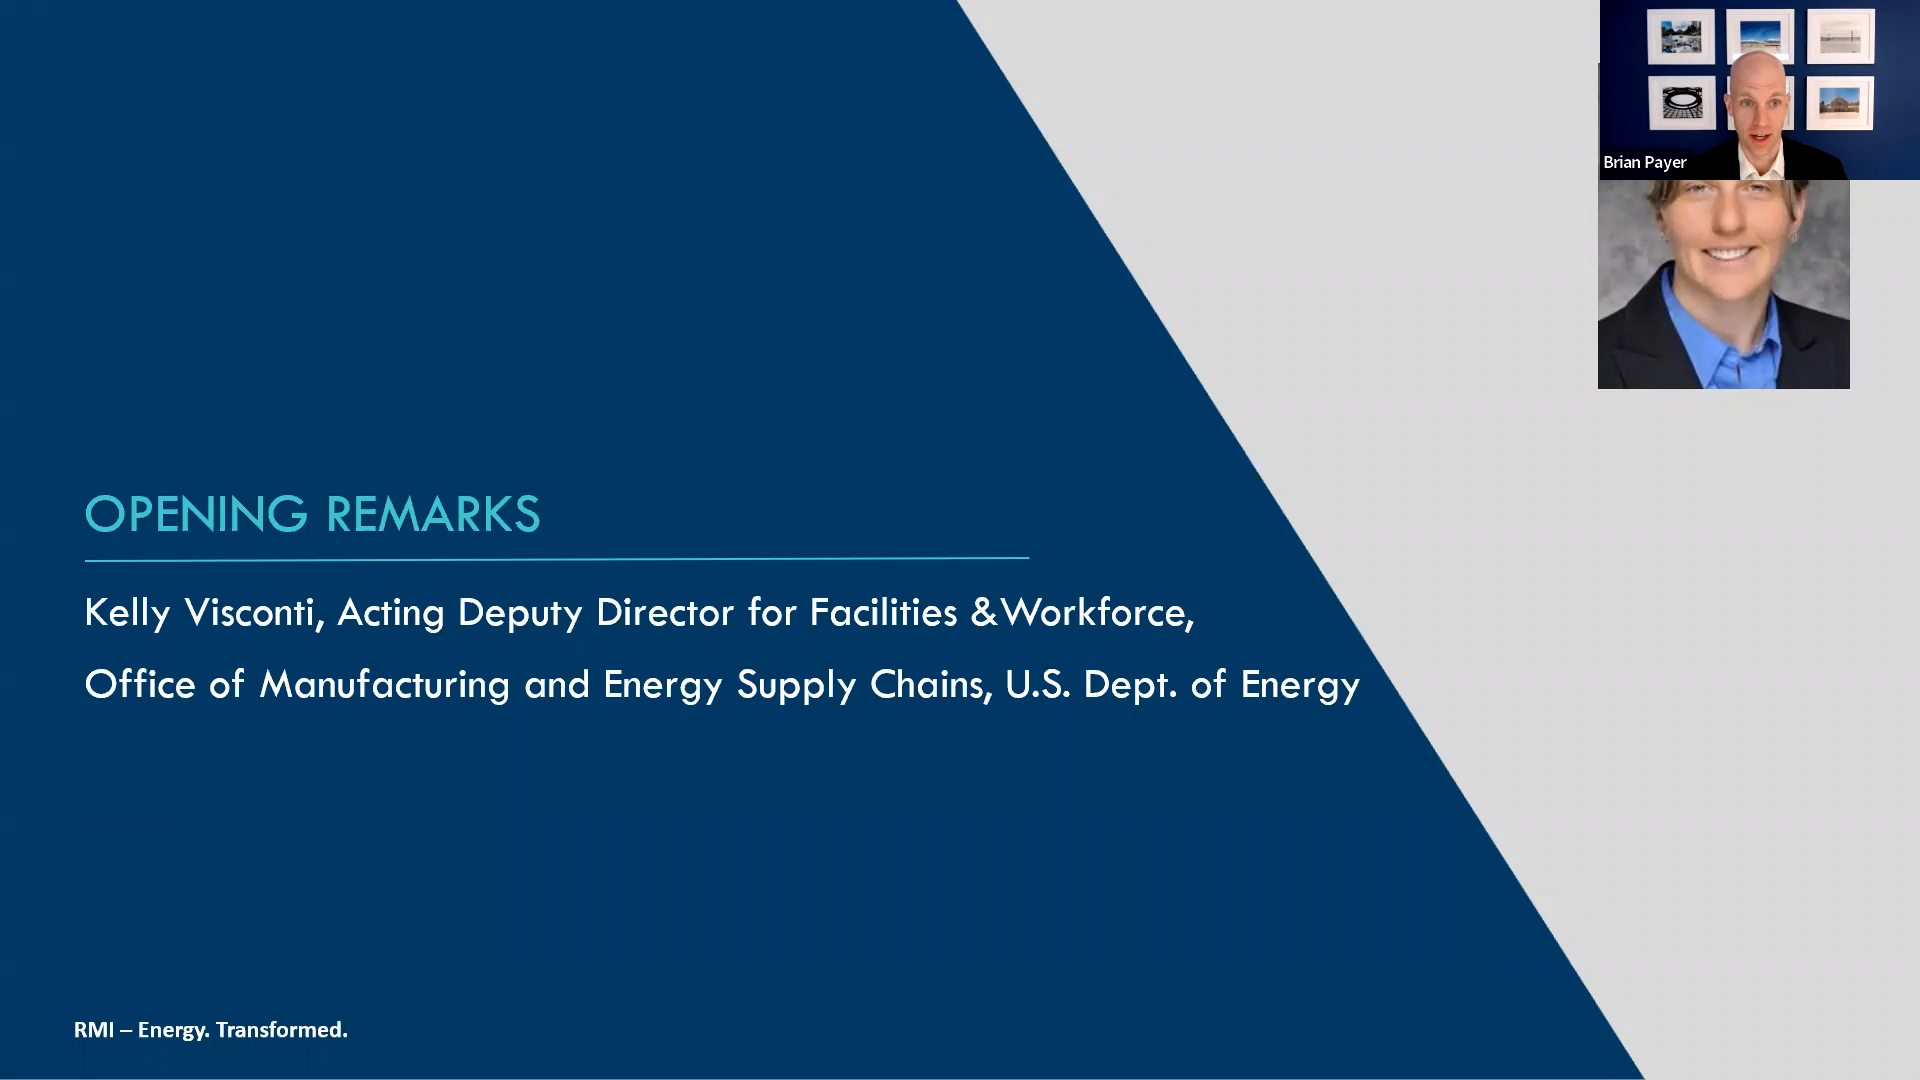 Brian Payer
OPENING REMARKS
Kelly Visconti, Acting Deputy Director for Facilities &Workforce,
Office of Manufacturing and Energy Supply Chains, U.S. Dept. of Energy
RMI – Energy. Transformed.